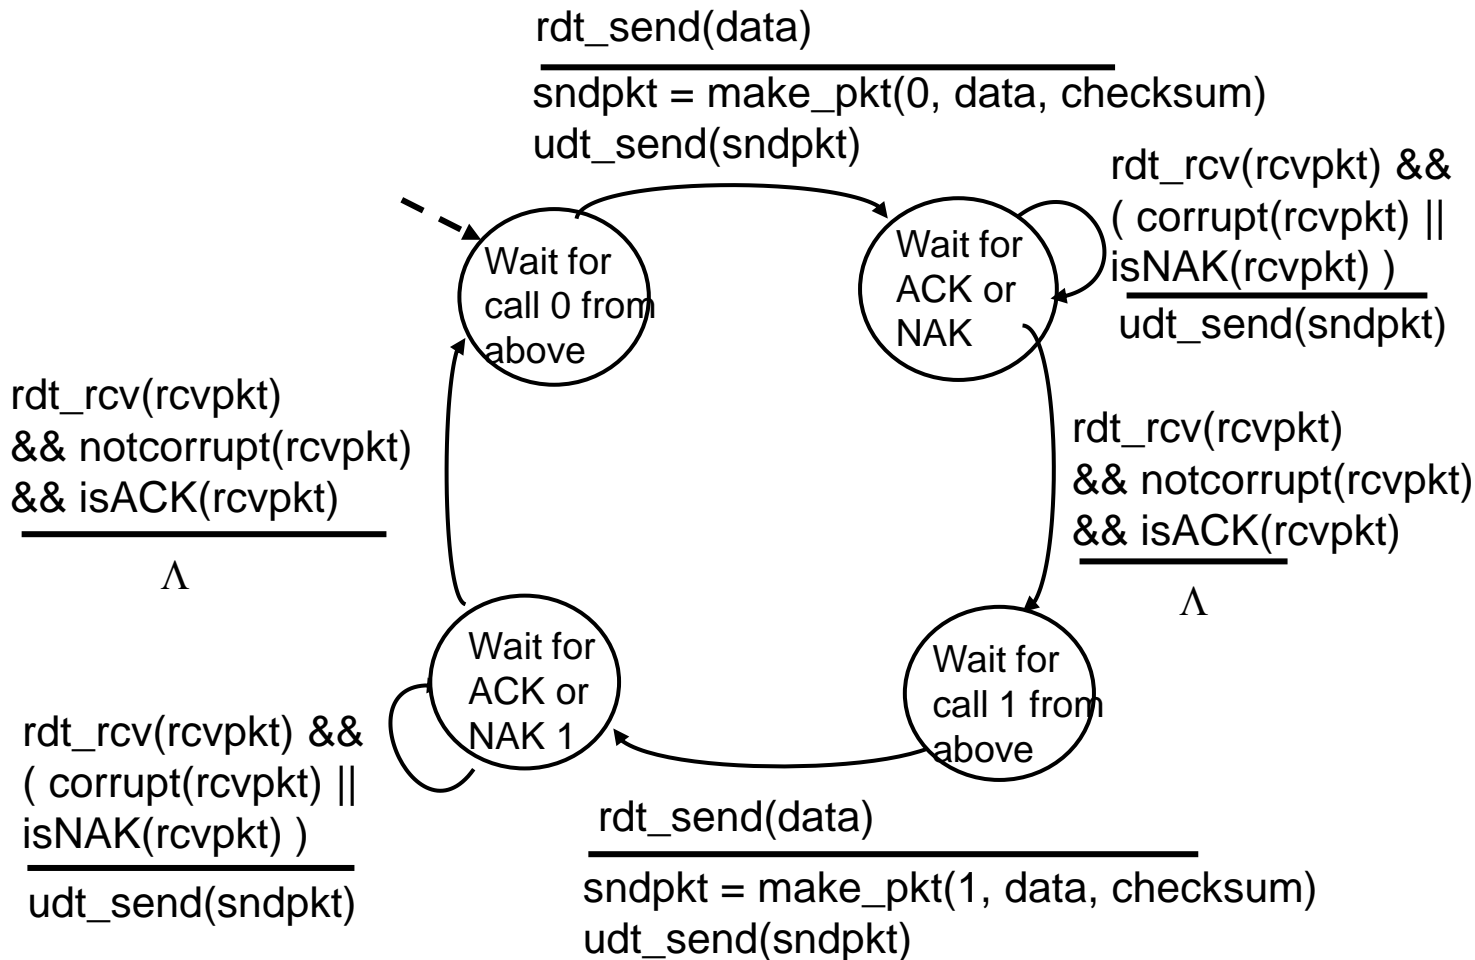 rdt_send(data)
sndpkt = make_pkt(0, data, checksum)
udt_send(sndpkt)
rdt_rcv(rcvpkt) &&
( corrupt(rcvpkt) ||
isNAK(rcvpkt) )
udt_send(sndpkt)
Wait for
call 0 from
above
Wait for
ACK or
NAK
rdt_rcv(rcvpkt)
&& notcorrupt(rcvpkt)
&& isACK(rcvpkt)
Λ
rdt_rcv(rcvpkt)
&& notcorrupt(rcvpkt)
&& isACK(rcvpkt)
Λ
Wait for
ACK or
NAK 1
Wait for
call 1 from
above
rdt_rcv(rcvpkt) &&
( corrupt(rcvpkt) ||
isNAK(rcvpkt) )
udt_send(sndpkt)
rdt_send(data)
sndpkt = make_pkt(1, data, checksum)
udt_send(sndpkt)